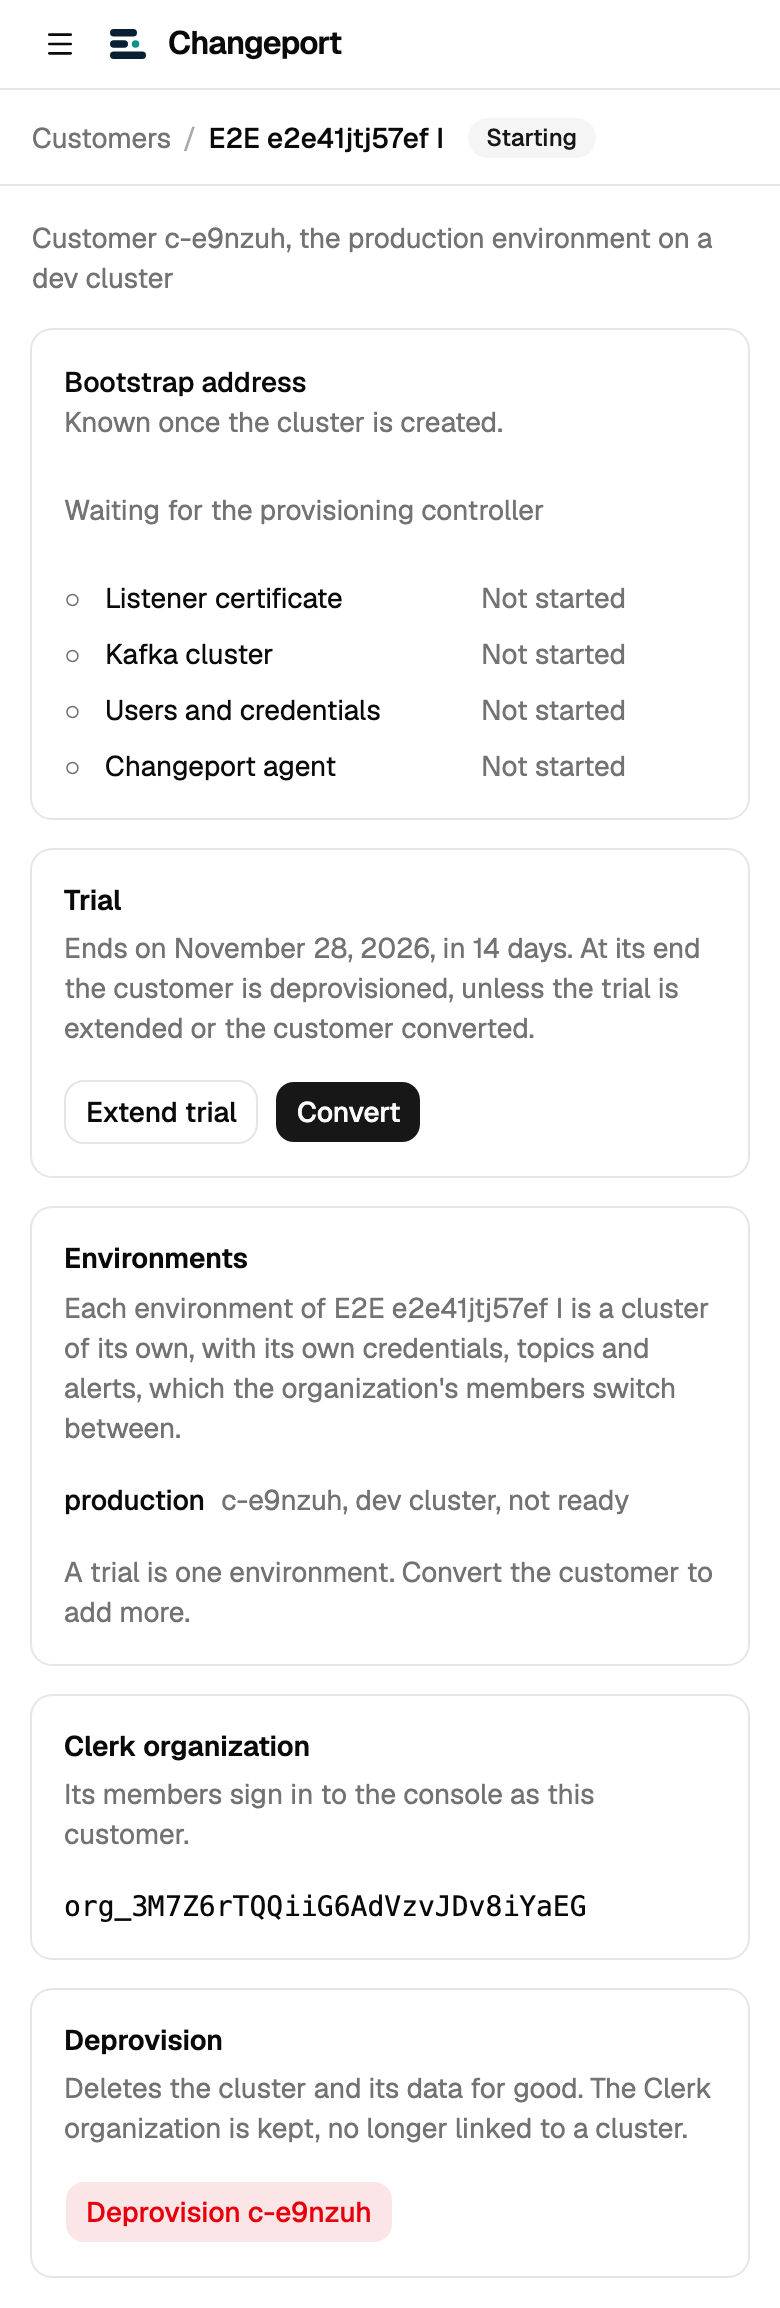 Changeport
Customers / E2E e2e41jtj57ef I Starting
Customer c-e9nzuh, the production environment on a
dev cluster
Bootstrap address
Known once the cluster is created.
Waiting for the provisioning controller
Listener certificate Not started
Kafka cluster Not started
Users and credentials Not started
Changeport agent Not started
Trial
Ends on November 28, 2026, in 14 days. At its end
the customer is deprovisioned, unless the trial is
extended or the customer converted.
Extend trial Convert
Environments
Each environment of E2E e2e41jtj57ef I is a cluster
of its own, with its own credentials, topics and
alerts, which the organization's members switch
between.
production c-e9nzuh, dev cluster, not ready
A trial is one environment. Convert the customer to
add more.
Clerk organization
Its members sign in to the console as this
customer.
org_3M7Z6rTQQiiG6AdVzvJDv8iYaEG
Deprovision
Deletes the cluster and its data for good. The Clerk
organization is kept, no longer linked to a cluster.
Deprovision c-e9nzuh